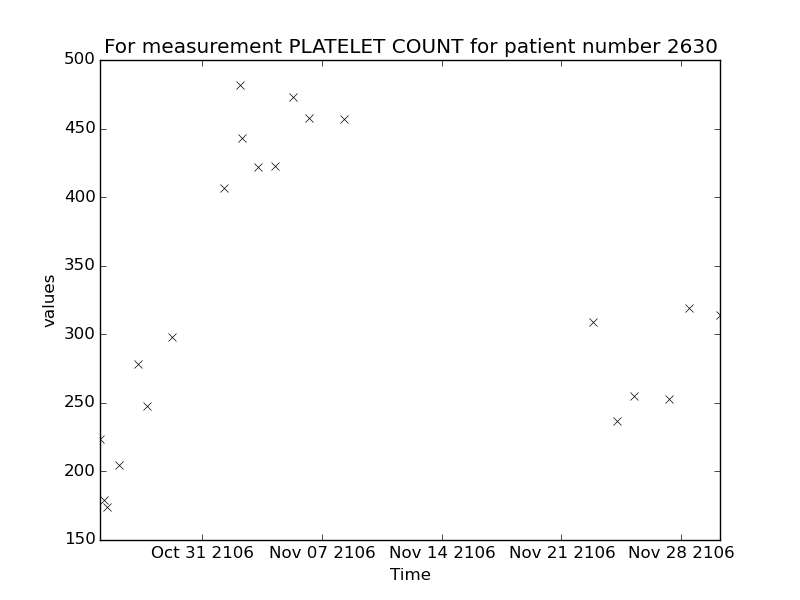 For measurement PLATELET COUNT for patient number 2630
500
450
400
350
300
250
200
150
values
Oct 31 2106 Nov 07 2106 Nov 14 2106 Nov 21 2106 Nov 28 2106
Time